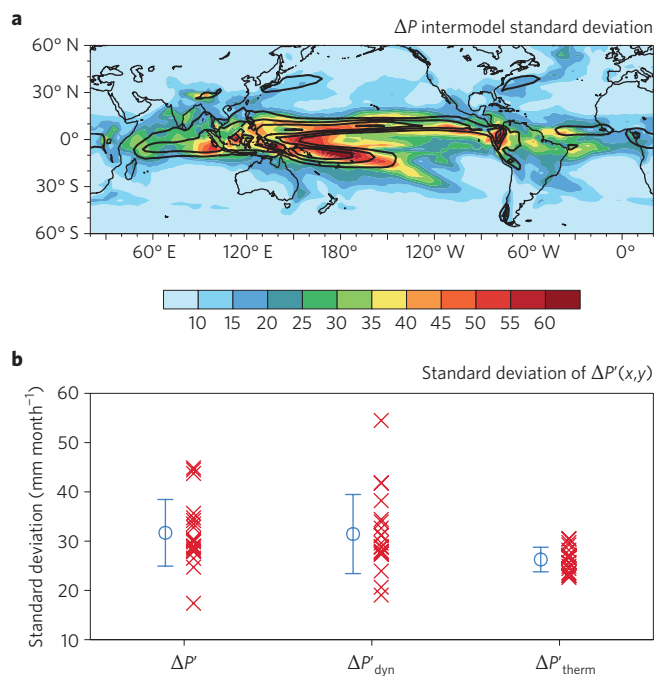 a
ΔP intermodel standard deviation
60° N
30° N
0°
30° S
60° S
60° E 120° E 180° 120° W 60° W 0°
10 15 20 25 30 35 40 45 50 55 60
b
Standard deviation of ΔP′(x,y)
Standard deviation (mm month⁻¹)
60
50
40
30
20
10
ΔP′ ΔP′dyn ΔP′therm